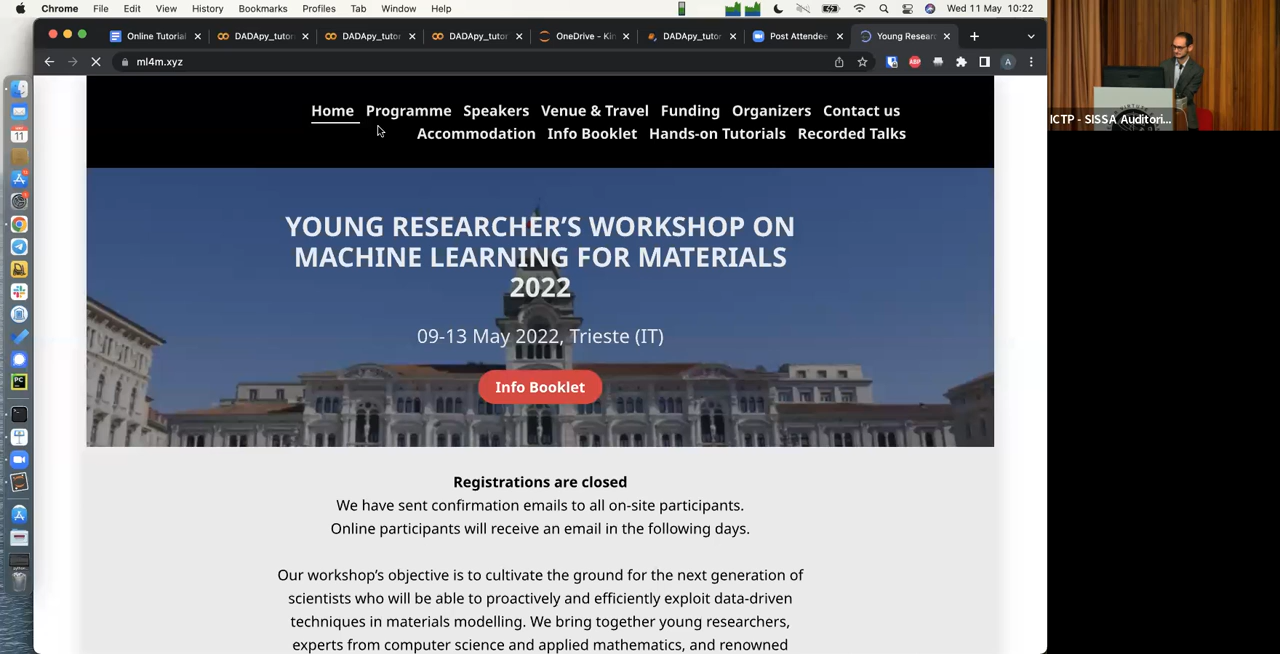 Chrome File Edit View History Bookmarks Profiles Tab Window Help Wed 11 May 10:22
Online Tutorial DADApy_tutor DADApy_tutor DADApy_tutor OneDrive - Kin DADApy_tutor Post Attendee Young Researc
ml4m.xyz ABP A
Home Programme Speakers Venue & Travel Funding Organizers Contact us
Accommodation Info Booklet Hands-on Tutorials Recorded Talks
ICTP - SISSA Auditori...
YOUNG RESEARCHER'S WORKSHOP ON
MACHINE LEARNING FOR MATERIALS
2022
09-13 May 2022, Trieste (IT)
Info Booklet
Registrations are closed
We have sent confirmation emails to all on-site participants.
Online participants will receive an email in the following days.
Our workshop's objective is to cultivate the ground for the next generation of
scientists who will be able to proactively and efficiently exploit data-driven
techniques in materials modelling. We bring together young researchers,
experts from computer science and applied mathematics, and renowned